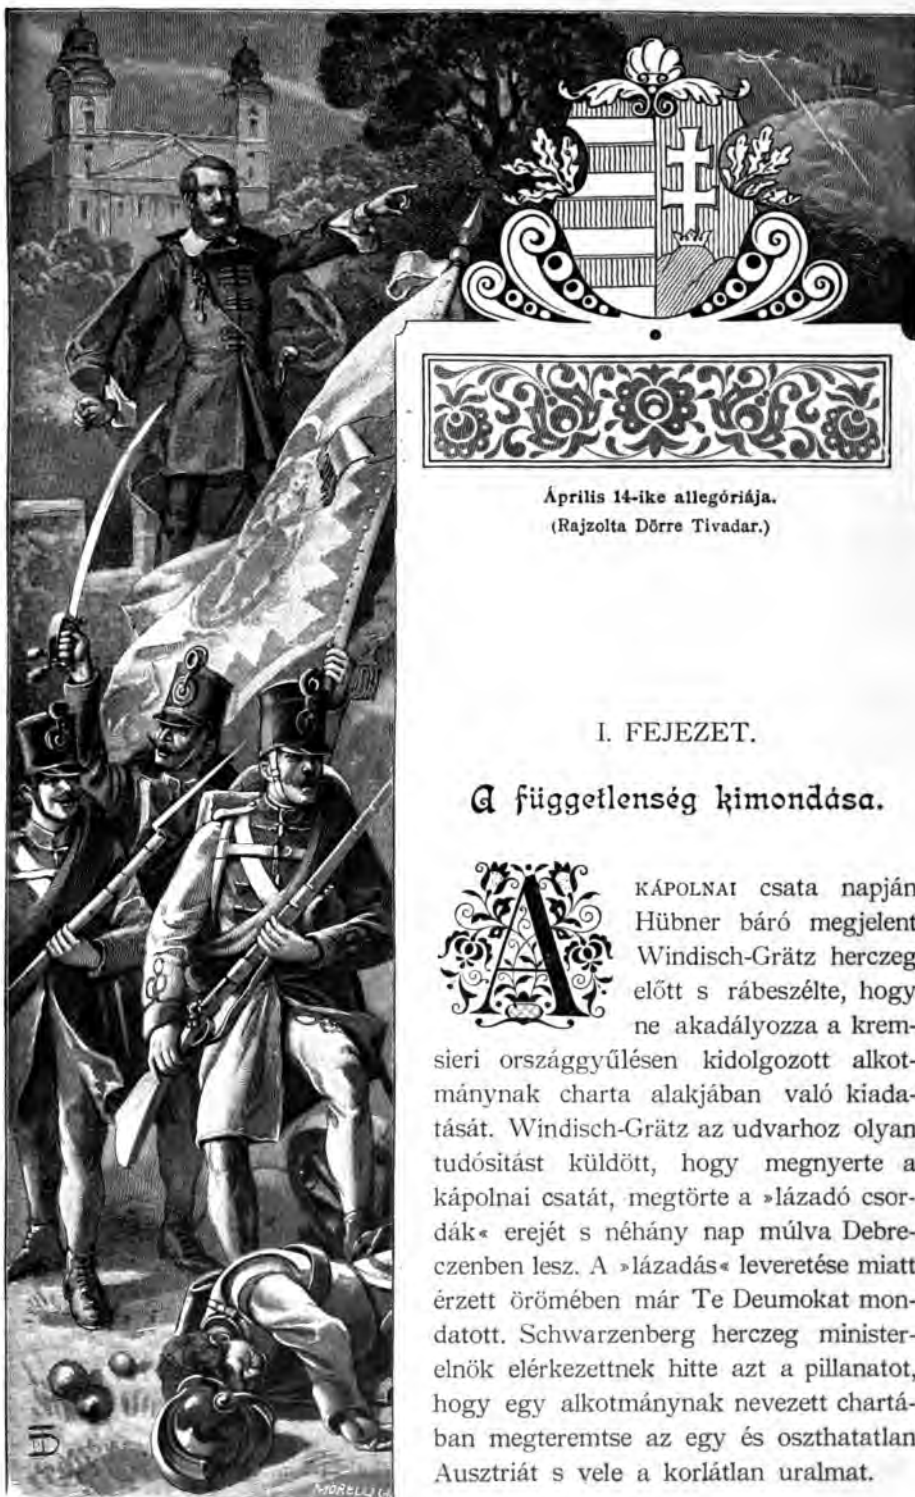 Április 14-ike allegóriája.
(Rajzolta Dörre Tivadar.)
I. FEJEZET.
A függetlenség kimondása.
A KÁPOLNAI csata napján
Hübner báró megjelent
Windisch-Grätz herczeg
előtt s rábeszélte, hogy
ne akadályozza a krem-
sieri országgyűlésen kidolgozott alkot-
mánynak charta alakjában való kiada-
tását. Windisch-Grätz az udvarhoz olyan
tudósitást küldött, hogy megnyerte a
kápolnai csatát, megtörte a »lázadó csor-
dák« erejét s néhány nap múlva Debre-
czenben lesz. A »lázadás« leveretése miatt
érzett örömében már Te Deumokat mon-
datott. Schwarzenberg herczeg minister-
elnök elérkezettnek hitte azt a pillanatot,
hogy egy alkotmánynak nevezett chartá-
ban megteremtse az egy és oszthatatlan
Ausztriát s vele a korlátlan uralmat.